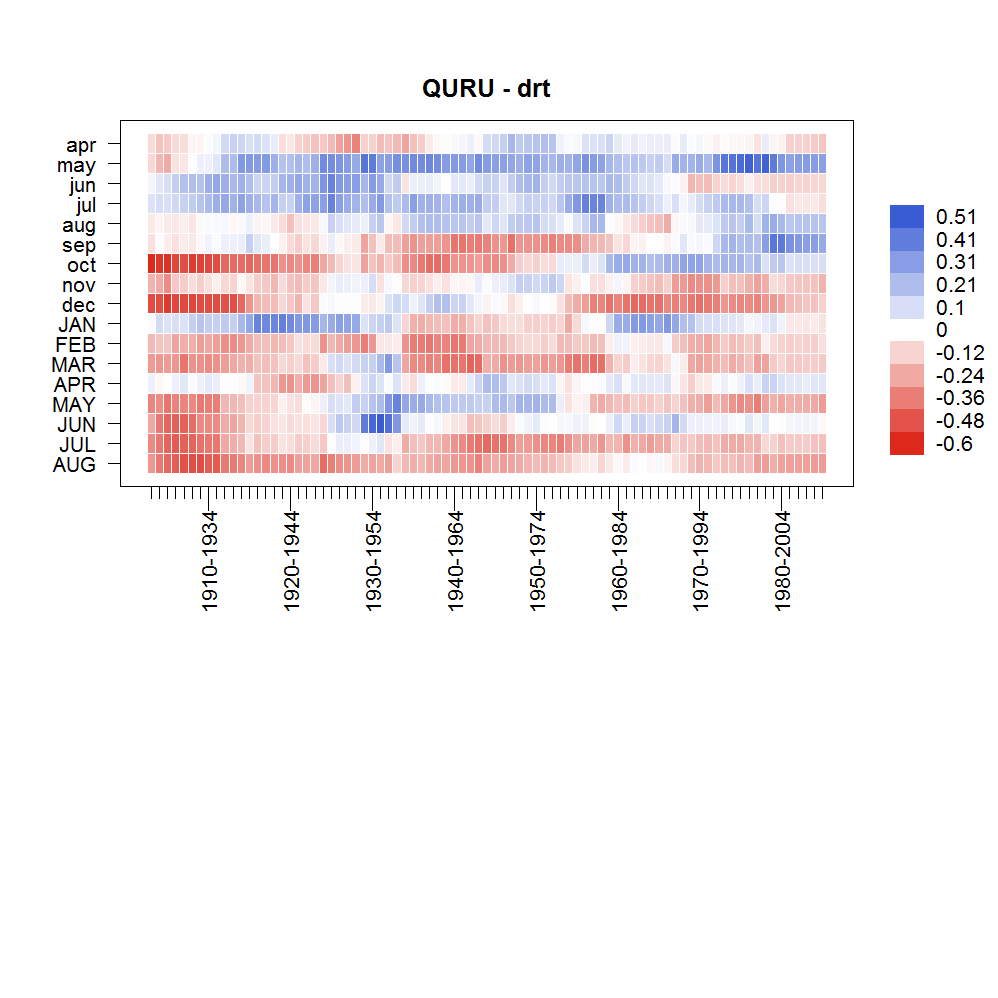 QURU - drt
apr
may
jun
jul
aug
sep
oct
nov
dec
JAN
FEB
MAR
APR
MAY
JUN
JUL
AUG
0.51
0.41
0.31
0.21
0.1
0
-0.12
-0.24
-0.36
-0.48
-0.6
1910-1934
1920-1944
1930-1954
1940-1964
1950-1974
1960-1984
1970-1994
1980-2004